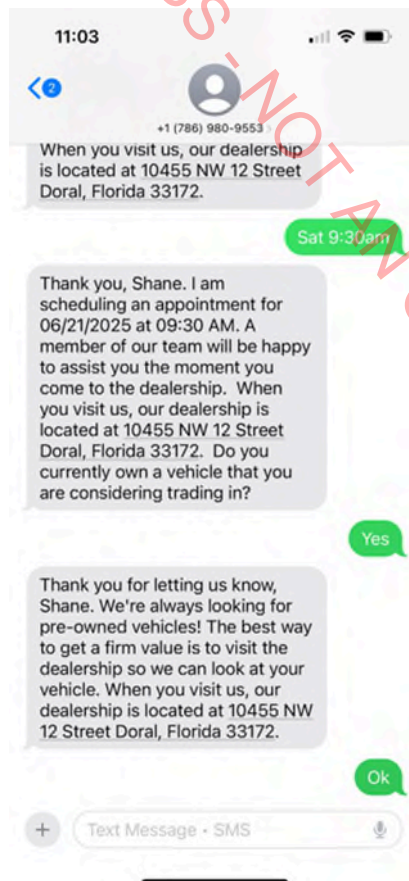 11:03
2
+1 (786) 980-9553
When you visit us, our dealership
is located at 10455 NW 12 Street
Doral, Florida 33172.
Sat 9:30am
Thank you, Shane. I am
scheduling an appointment for
06/21/2025 at 09:30 AM. A
member of our team will be happy
to assist you the moment you
come to the dealership. When
you visit us, our dealership is
located at 10455 NW 12 Street
Doral, Florida 33172. Do you
currently own a vehicle that you
are considering trading in?
Yes
Thank you for letting us know,
Shane. We're always looking for
pre-owned vehicles! The best way
to get a firm value is to visit the
dealership so we can look at your
vehicle. When you visit us, our
dealership is located at 10455 NW
12 Street Doral, Florida 33172.
Ok
Text Message • SMS
- NOT AN